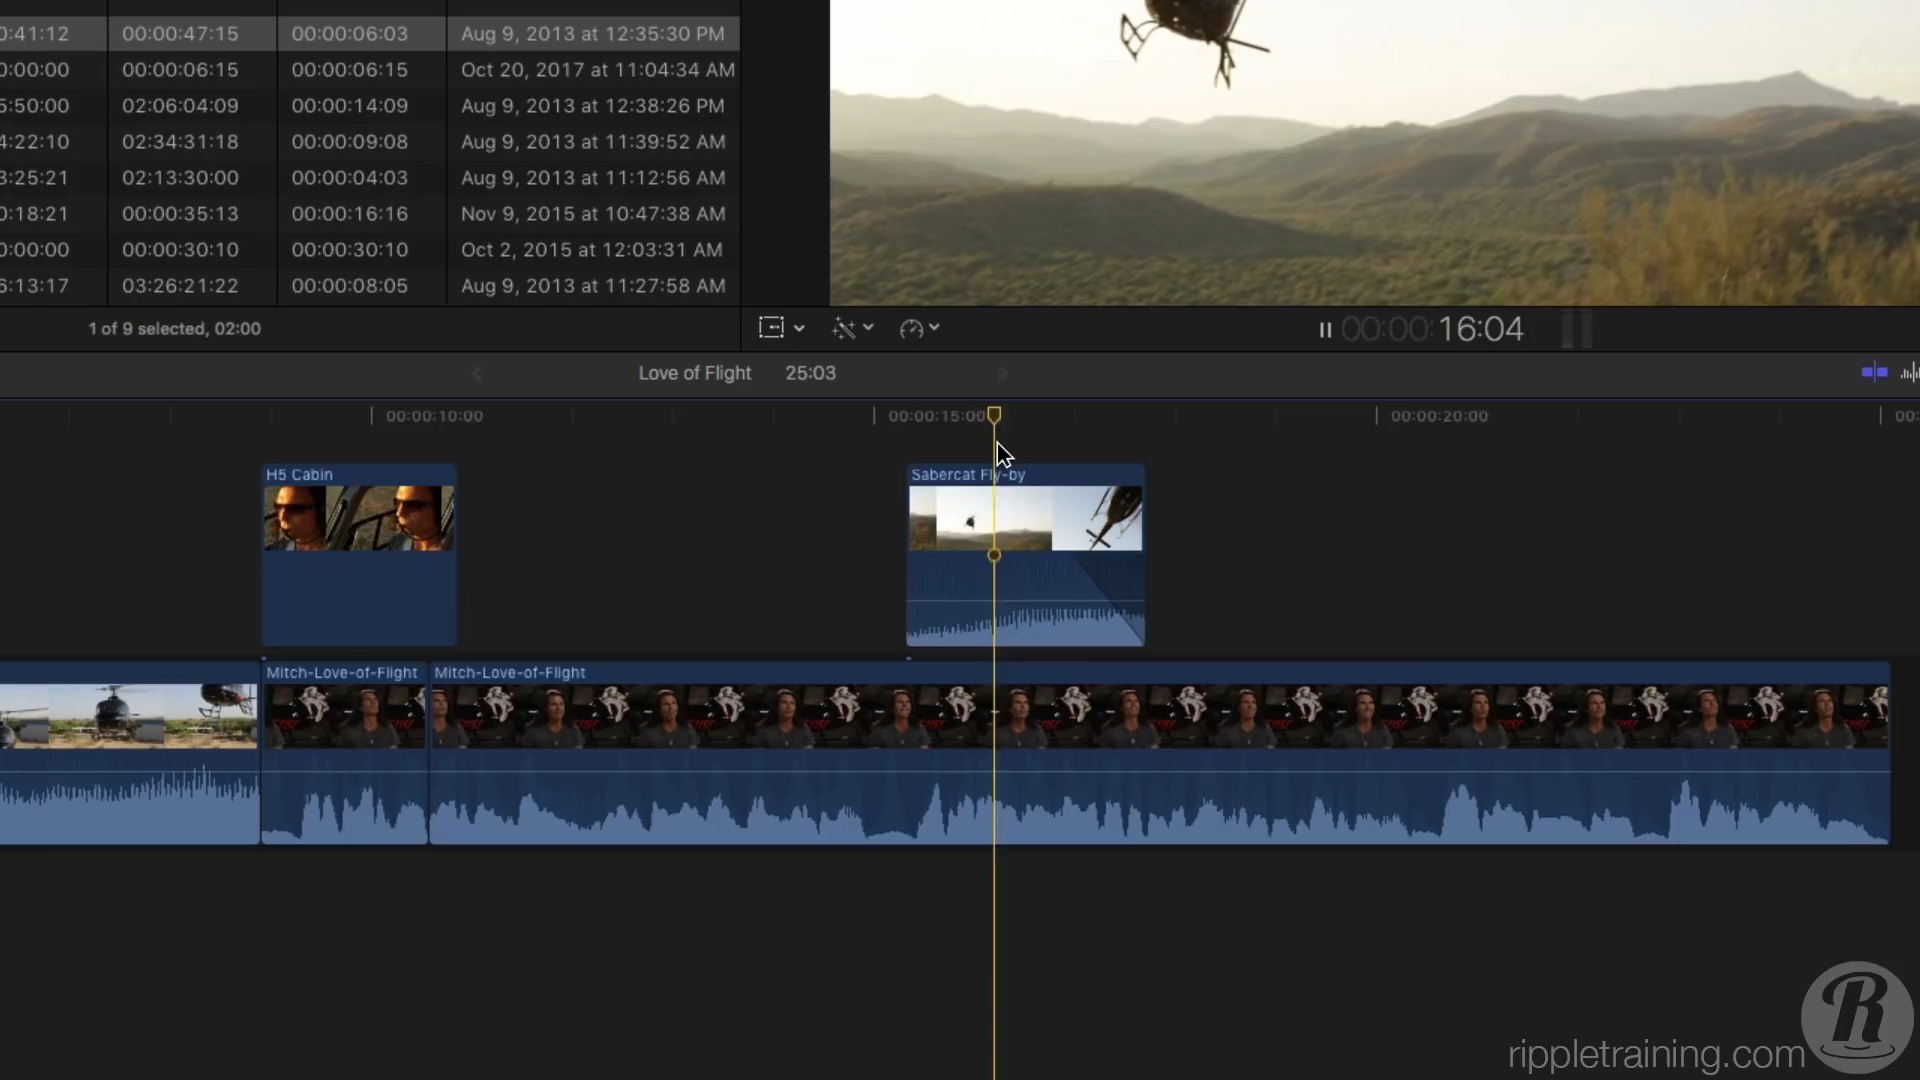 0:41:12 00:00:47:15 00:00:06:03 Aug 9, 2013 at 12:35:30 PM
0:00:00 00:00:06:15 00:00:06:15 Oct 20, 2017 at 11:04:34 AM
5:50:00 02:06:04:09 00:00:14:09 Aug 9, 2013 at 12:38:26 PM
4:22:10 02:34:31:18 00:00:09:08 Aug 9, 2013 at 11:39:52 AM
3:25:21 02:13:30:00 00:00:04:03 Aug 9, 2013 at 11:12:56 AM
0:18:21 00:00:35:13 00:00:16:16 Nov 9, 2015 at 10:47:38 AM
0:00:00 00:00:30:10 00:00:30:10 Oct 2, 2015 at 12:03:31 AM
6:13:17 03:26:21:22 00:00:08:05 Aug 9, 2013 at 11:27:58 AM
1 of 9 selected, 02:00
00:00:16:04
Love of Flight 25:03
00:00:10:00 00:00:15:00 00:00:20:00 00:
H5 Cabin
Sabercat Fly-by
Mitch-Love-of-Flight Mitch-Love-of-Flight
R
rippletraining.com